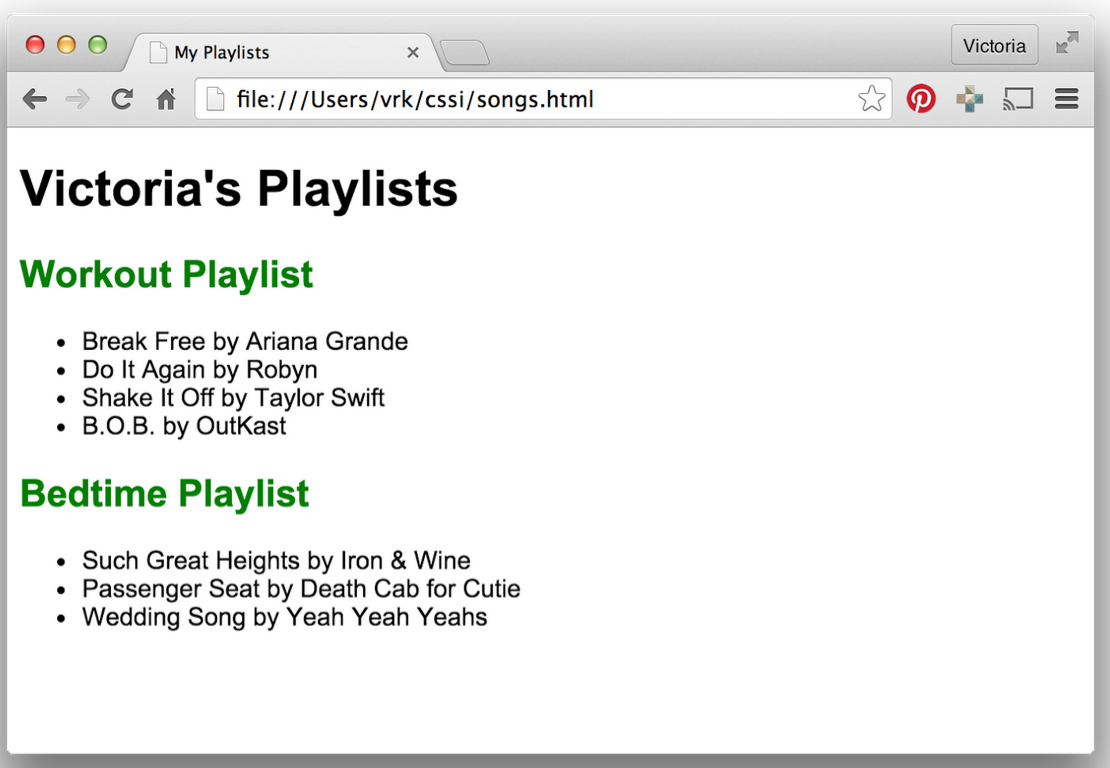 My Playlists
Victoria
file:///Users/vrk/cssi/songs.html
Victoria's Playlists
Workout Playlist
Break Free by Ariana Grande
Do It Again by Robyn
Shake It Off by Taylor Swift
B.O.B. by OutKast
Bedtime Playlist
Such Great Heights by Iron & Wine
Passenger Seat by Death Cab for Cutie
Wedding Song by Yeah Yeah Yeahs